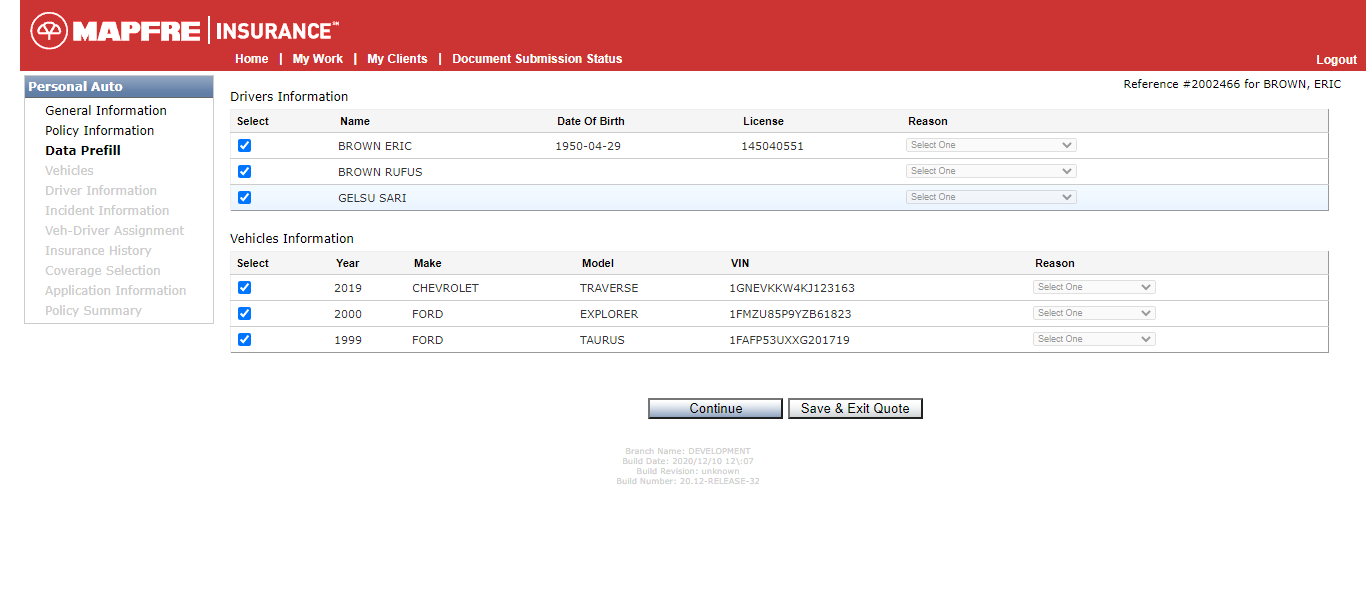 MAPFRE | INSURANCE℠
Home | My Work | My Clients | Document Submission Status
Logout
Personal Auto
General Information
Policy Information
Data Prefill
Vehicles
Driver Information
Incident Information
Veh-Driver Assignment
Insurance History
Coverage Selection
Application Information
Policy Summary
Reference #2002466 for BROWN, ERIC
Drivers Information
Select Name Date Of Birth License Reason
BROWN ERIC 1950-04-29 145040551 Select One
BROWN RUFUS Select One
GELSU SARI Select One
Vehicles Information
Select Year Make Model VIN Reason
2019 CHEVROLET TRAVERSE 1GNEVKKW4KJ123163 Select One
2000 FORD EXPLORER 1FMZU85P9YZB61823 Select One
1999 FORD TAURUS 1FAFP53UXXG201719 Select One
Continue Save & Exit Quote
Branch Name: DEVELOPMENT
Build Date: 2020/12/10 12\:07
Build Revision: unknown
Build Number: 20.12-RELEASE-32